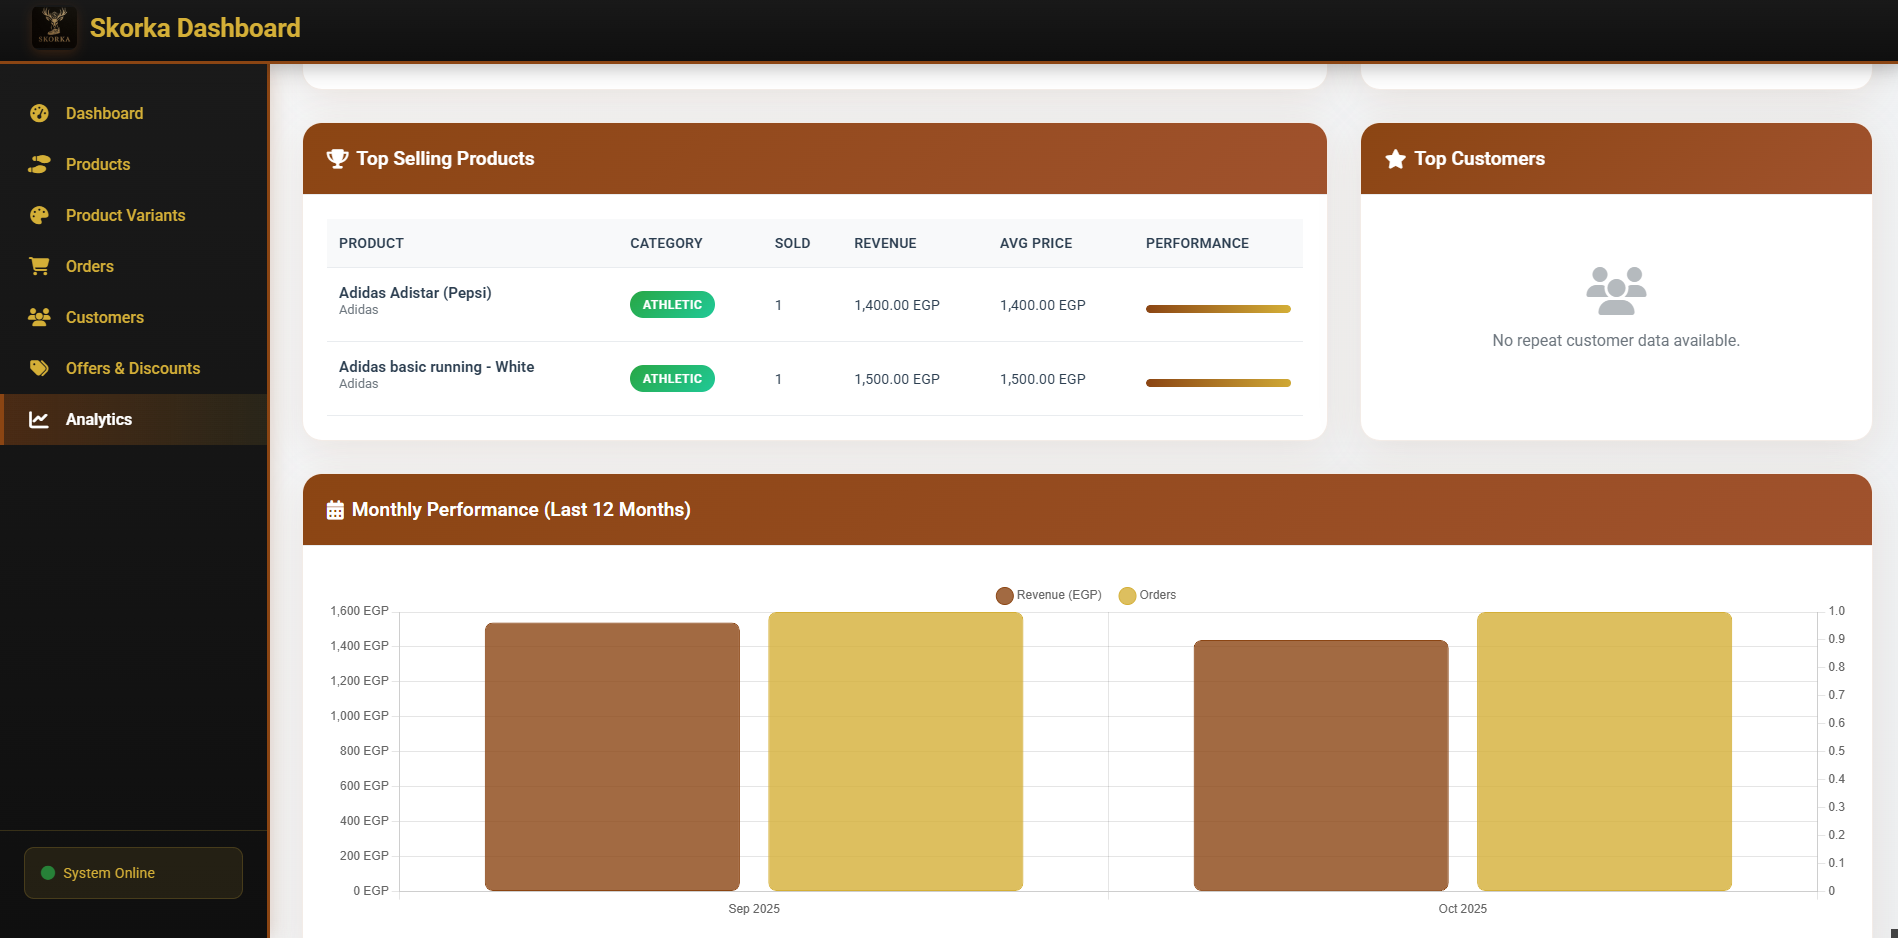 SKORKA
Skorka Dashboard
Dashboard
Products
Product Variants
Orders
Customers
Offers & Discounts
Analytics
System Online
Top Selling Products
PRODUCT CATEGORY SOLD REVENUE AVG PRICE PERFORMANCE
Adidas Adistar (Pepsi)
Adidas
ATHLETIC 1 1,400.00 EGP 1,400.00 EGP
Adidas basic running - White
Adidas
ATHLETIC 1 1,500.00 EGP 1,500.00 EGP
Top Customers
No repeat customer data available.
Monthly Performance (Last 12 Months)
Revenue (EGP) Orders
1,600 EGP
1,400 EGP
1,200 EGP
1,000 EGP
800 EGP
600 EGP
400 EGP
200 EGP
0 EGP
1.0
0.9
0.8
0.7
0.6
0.5
0.4
0.3
0.2
0.1
0
Sep 2025 Oct 2025